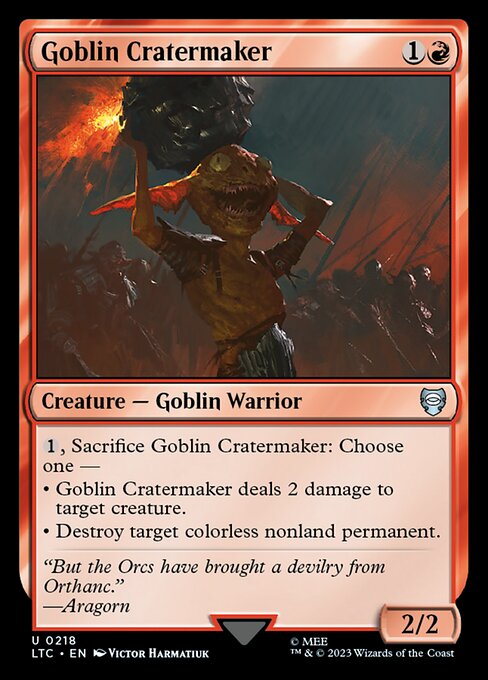 Goblin Cratermaker 1
Creature — Goblin Warrior
1, Sacrifice Goblin Cratermaker: Choose
one —
• Goblin Cratermaker deals 2 damage to
target creature.
• Destroy target colorless nonland permanent.
“But the Orcs have brought a devilry from
Orthanc.”
—Aragorn
2/2
U 0218
LTC • EN Victor Harmatiuk
© MEE
™ & © 2023 Wizards of the Coast